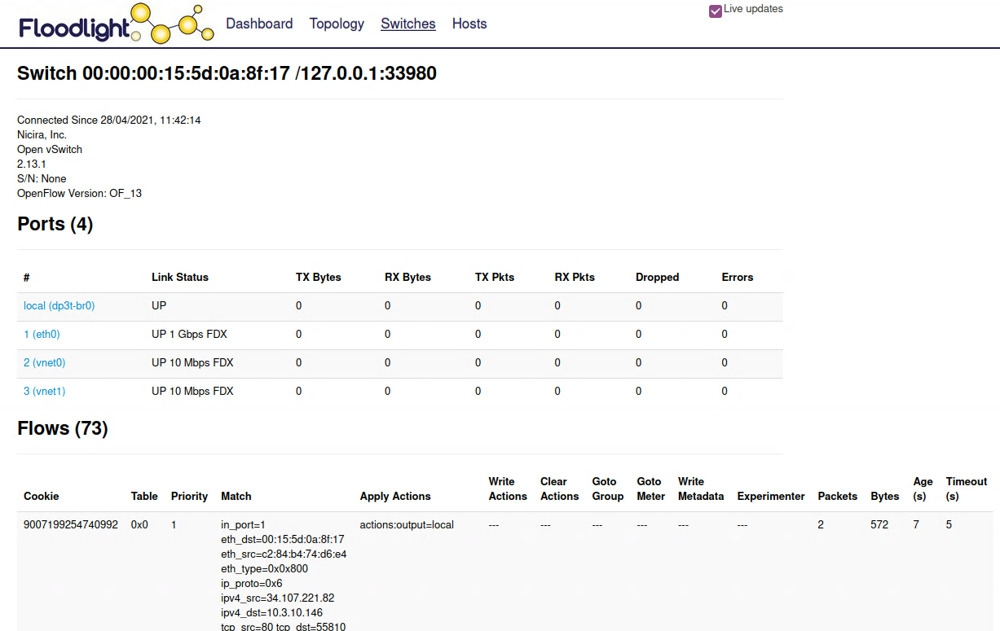 Floodlight Dashboard Topology Switches Hosts Live updates
Switch 00:00:00:15:5d:0a:8f:17 /127.0.0.1:33980
Connected Since 28/04/2021, 11:42:14
Nicira, Inc.
Open vSwitch
2.13.1
S/N: None
OpenFlow Version: OF_13
Ports (4)
# Link Status TX Bytes RX Bytes TX Pkts RX Pkts Dropped Errors
local (dp3t-br0) UP 0 0 0 0 0 0
1 (eth0) UP 1 Gbps FDX 0 0 0 0 0 0
2 (vnet0) UP 10 Mbps FDX 0 0 0 0 0 0
3 (vnet1) UP 10 Mbps FDX 0 0 0 0 0 0
Flows (73)
Write Clear Goto Goto Write Age Timeout
Cookie Table Priority Match Apply Actions Actions Actions Group Meter Metadata Experimenter Packets Bytes (s) (s)
9007199254740992 0x0 1 in_port=1 actions:output=local --- --- --- --- --- --- 2 572 7 5
eth_dst=00:15:5d:0a:8f:17
eth_src=c2:84:b4:74:d6:e4
eth_type=0x0x800
ip_proto=0x6
ipv4_src=34.107.221.82
ipv4_dst=10.3.10.146
tcp_src=80 tcp_dst=55810